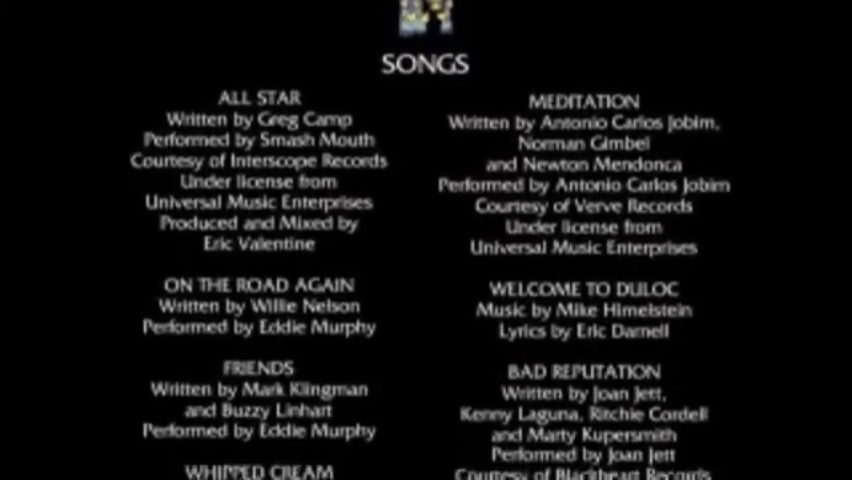 SONGS
ALL STAR
Written by Greg Camp
Performed by Smash Mouth
Courtesy of Interscope Records
Under license from
Universal Music Enterprises
Produced and Mixed by
Eric Valentine
ON THE ROAD AGAIN
Written by Willie Nelson
Performed by Eddie Murphy
FRIENDS
Written by Mark Klingman
and Buzzy Linhart
Performed by Eddie Murphy
WHIPPED CREAM
MEDITATION
Written by Antonio Carlos Jobim,
Norman Gimbel
and Newton Mendonca
Performed by Antonio Carlos Jobim
Courtesy of Verve Records
Under license from
Universal Music Enterprises
WELCOME TO DULOC
Music by Mike Himelstein
Lyrics by Eric Darnell
BAD REPUTATION
Written by Joan Jett,
Kenny Laguna, Ritchie Cordell
and Marty Kupersmith
Performed by Joan Jett
Courtesy of Blackheart Records